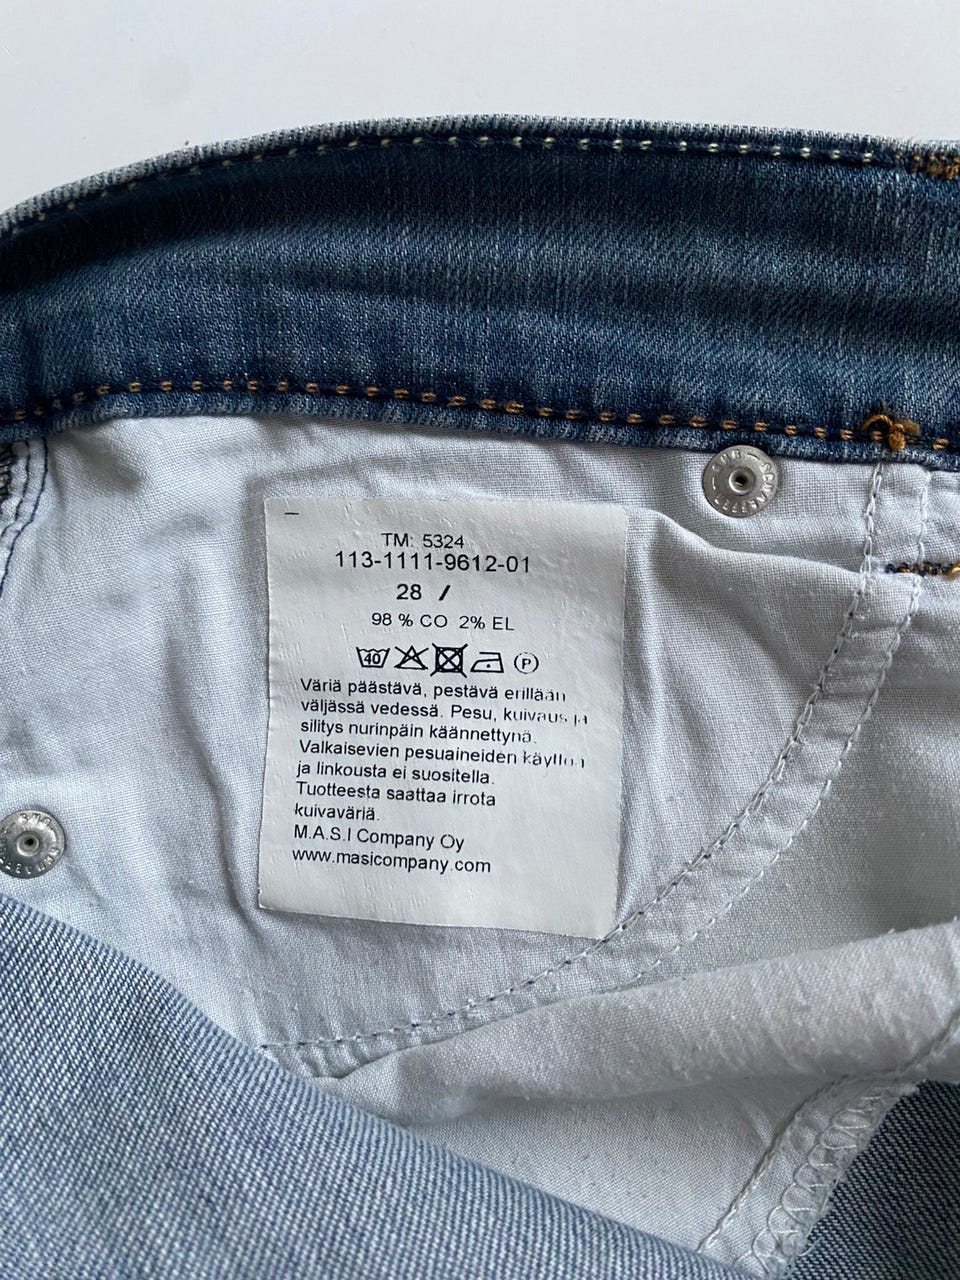 TM: 5324
113-1111-9612-01
28 /
98 % CO 2% EL
40 P
Väriä päästävä, pestävä erillään
väljässä vedessä. Pesu, kuivaus ja
silitys nurinpäin käännettynä.
Valkaisevien pesuaineiden käyttöä
ja linkousta ei suositella.
Tuotteesta saattaa irrota
kuivaväriä.
M.A.S.I Company Oy
www.masicompany.com